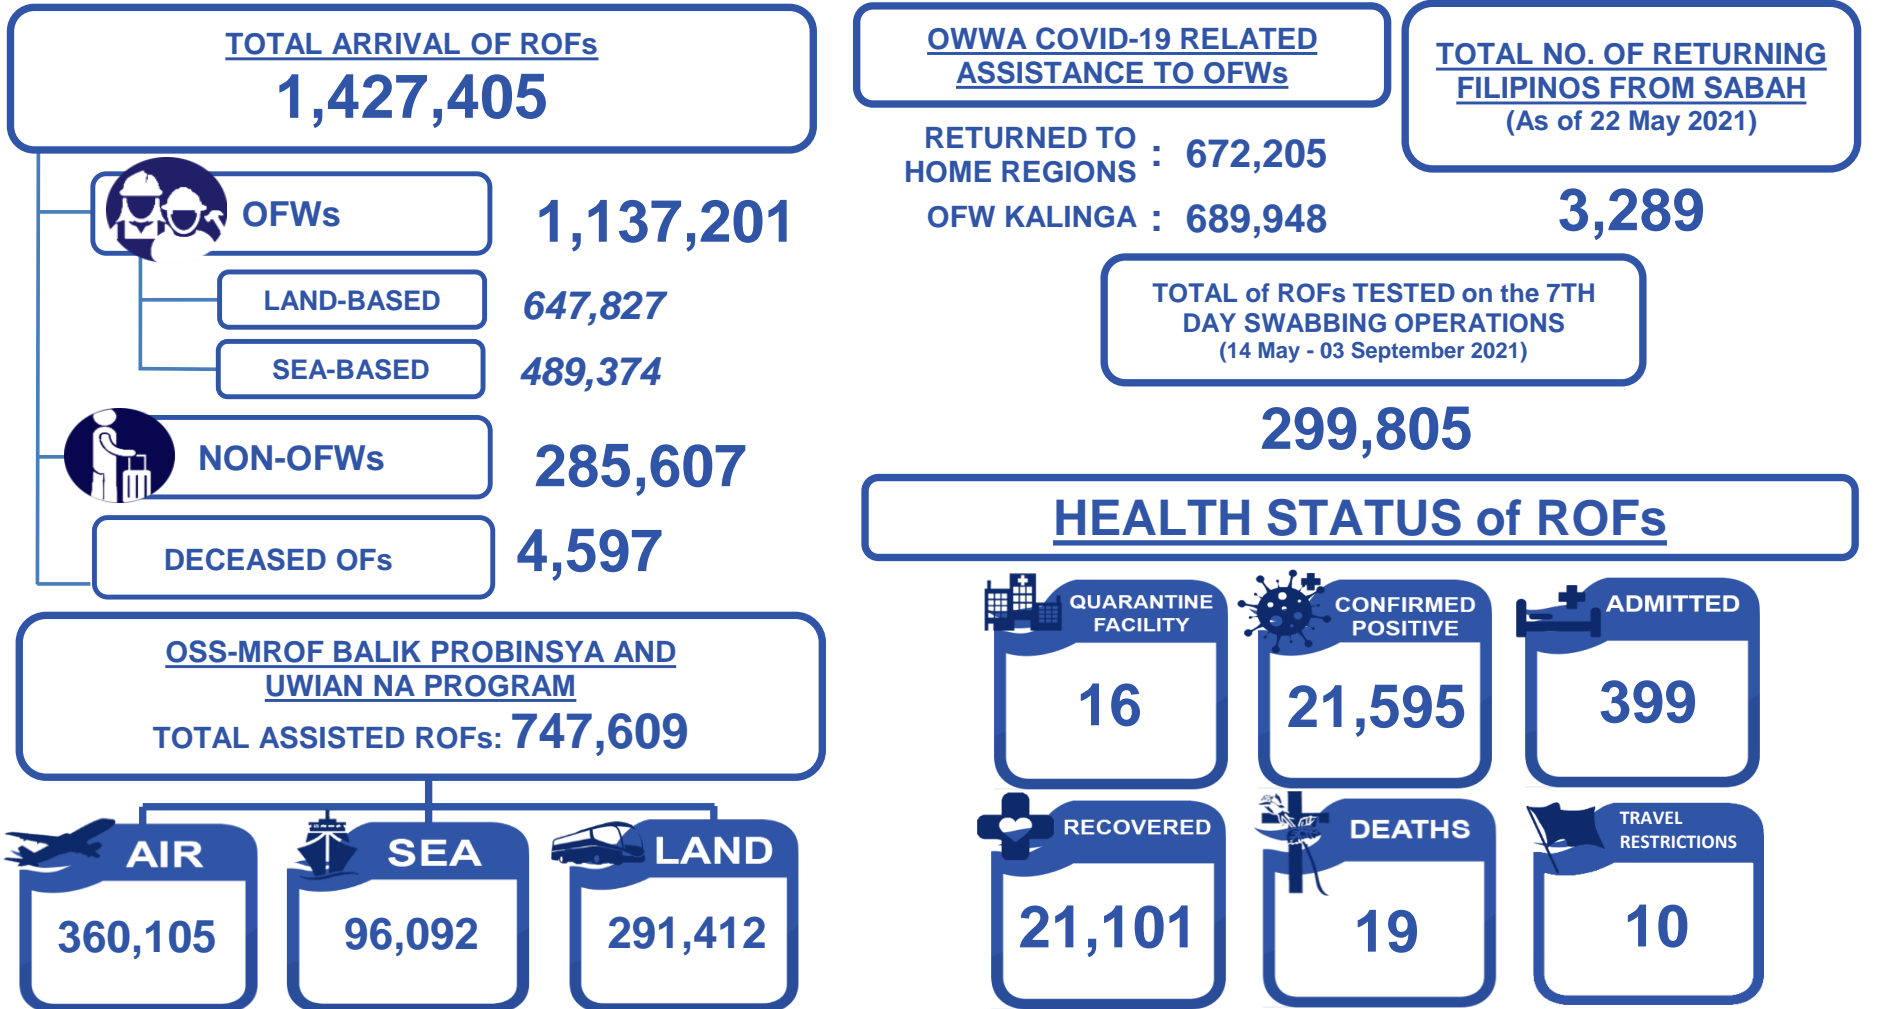 TOTAL ARRIVAL OF ROFs
1,427,405
OFWs
1,137,201
LAND-BASED
647,827
SEA-BASED
489,374
NON-OFWs
285,607
DECEASED OFs
4,597
OSS-MROF BALIK PROBINSYA AND
UWIAN NA PROGRAM
TOTAL ASSISTED ROFs: 747,609
AIR
360,105
SEA
96,092
LAND
291,412
OWWA COVID-19 RELATED
ASSISTANCE TO OFWs
RETURNED TO
HOME REGIONS : 672,205
OFW KALINGA : 689,948
TOTAL NO. OF RETURNING
FILIPINOS FROM SABAH
(As of 22 May 2021)
3,289
TOTAL of ROFs TESTED on the 7TH
DAY SWABBING OPERATIONS
(14 May - 03 September 2021)
299,805
HEALTH STATUS of ROFs
QUARANTINE
FACILITY
16
CONFIRMED
POSITIVE
21,595
ADMITTED
399
RECOVERED
21,101
DEATHS
19
TRAVEL
RESTRICTIONS
10